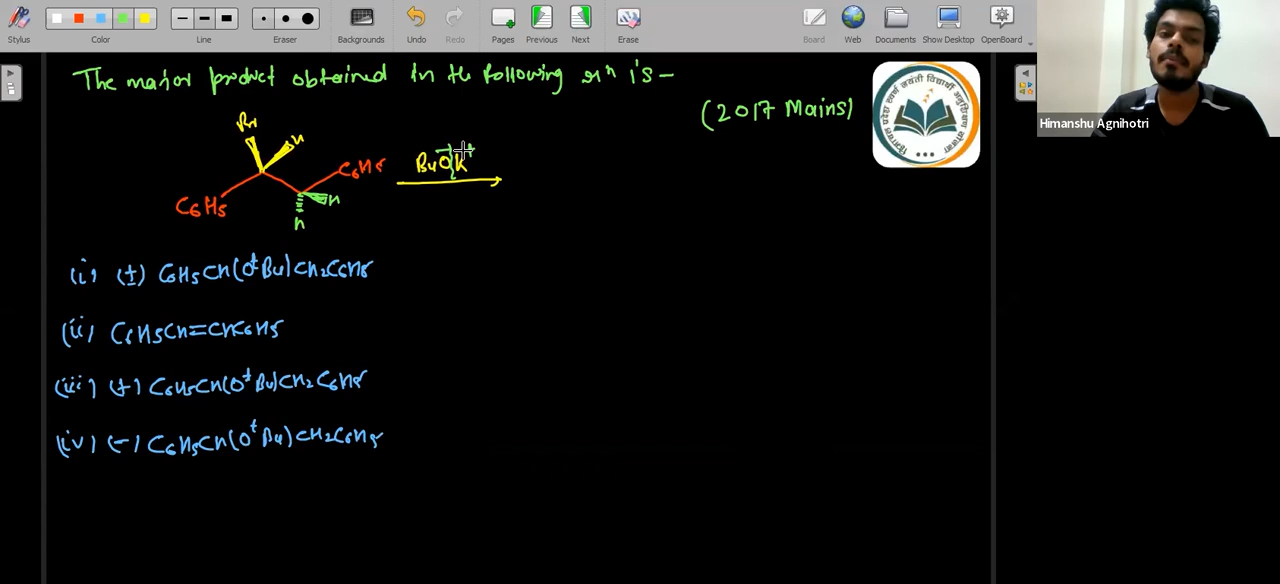 Stylus
Color
Line
Eraser
Backgrounds
Undo
Redo
Pages
Previous
Next
Erase
Board
Web
Documents
Show Desktop
OpenBoard
Himanshu Agnihotri
The major product obtained in the following rxn is -
(2017 Mains)
Br H
C6H5 C6H5
H
H
BuO⁻K⁺
(i) (±) C6H5CH(OᵗBu)CH2C6H5
(ii) C6H5CH=CHC6H5
(iii) (+) C6H5CH(OᵗBu)CH2C6H5
(iv) (-) C6H5CH(OᵗBu)CH2C6H5